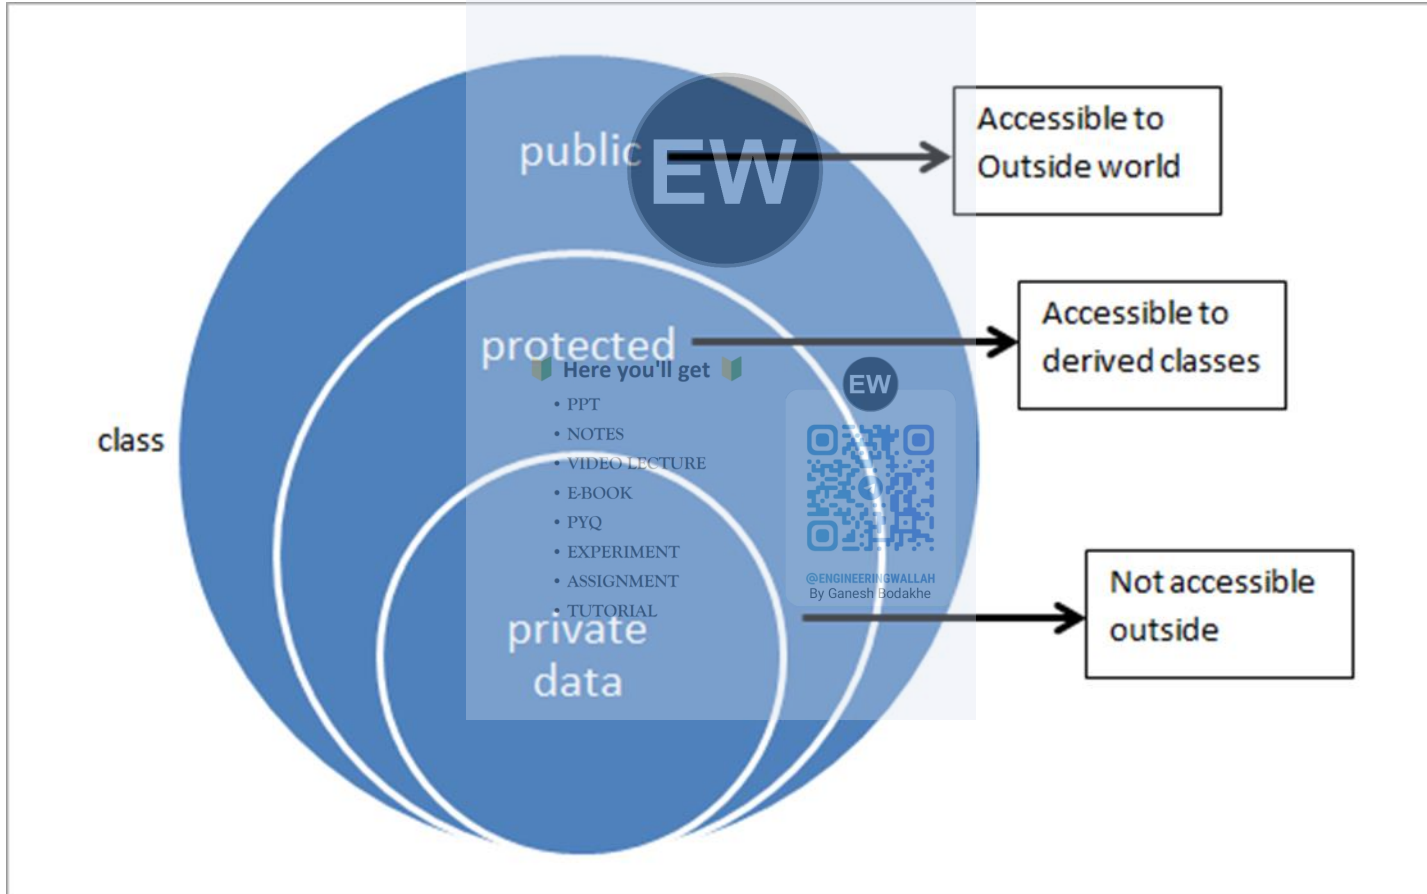 public
EW
Accessible to
Outside world
protected
Accessible to
derived classes
Here you'll get
• PPT
• NOTES
• VIDEO LECTURE
• E-BOOK
• PYQ
• EXPERIMENT
• ASSIGNMENT
• TUTORIAL
EW
@ENGINEERINGWALLAH
By Ganesh Bodakhe
class
private
data
Not accessible
outside